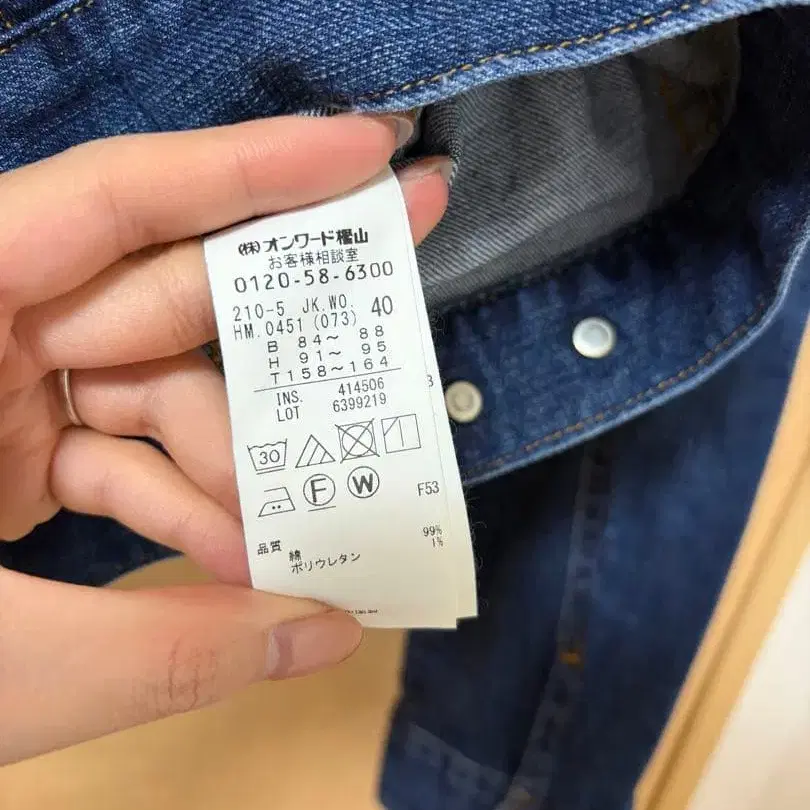 (株)オンワード樫山
お客様相談室
0120-58-6300
210-5 JK.WO. 40
HM.0451 (073)
B 84～ 88
H 91～ 95
T 158～164
INS. 414506
LOT 6399219
30
F W
F53
品質 綿 99%
ポリウレタン 1%